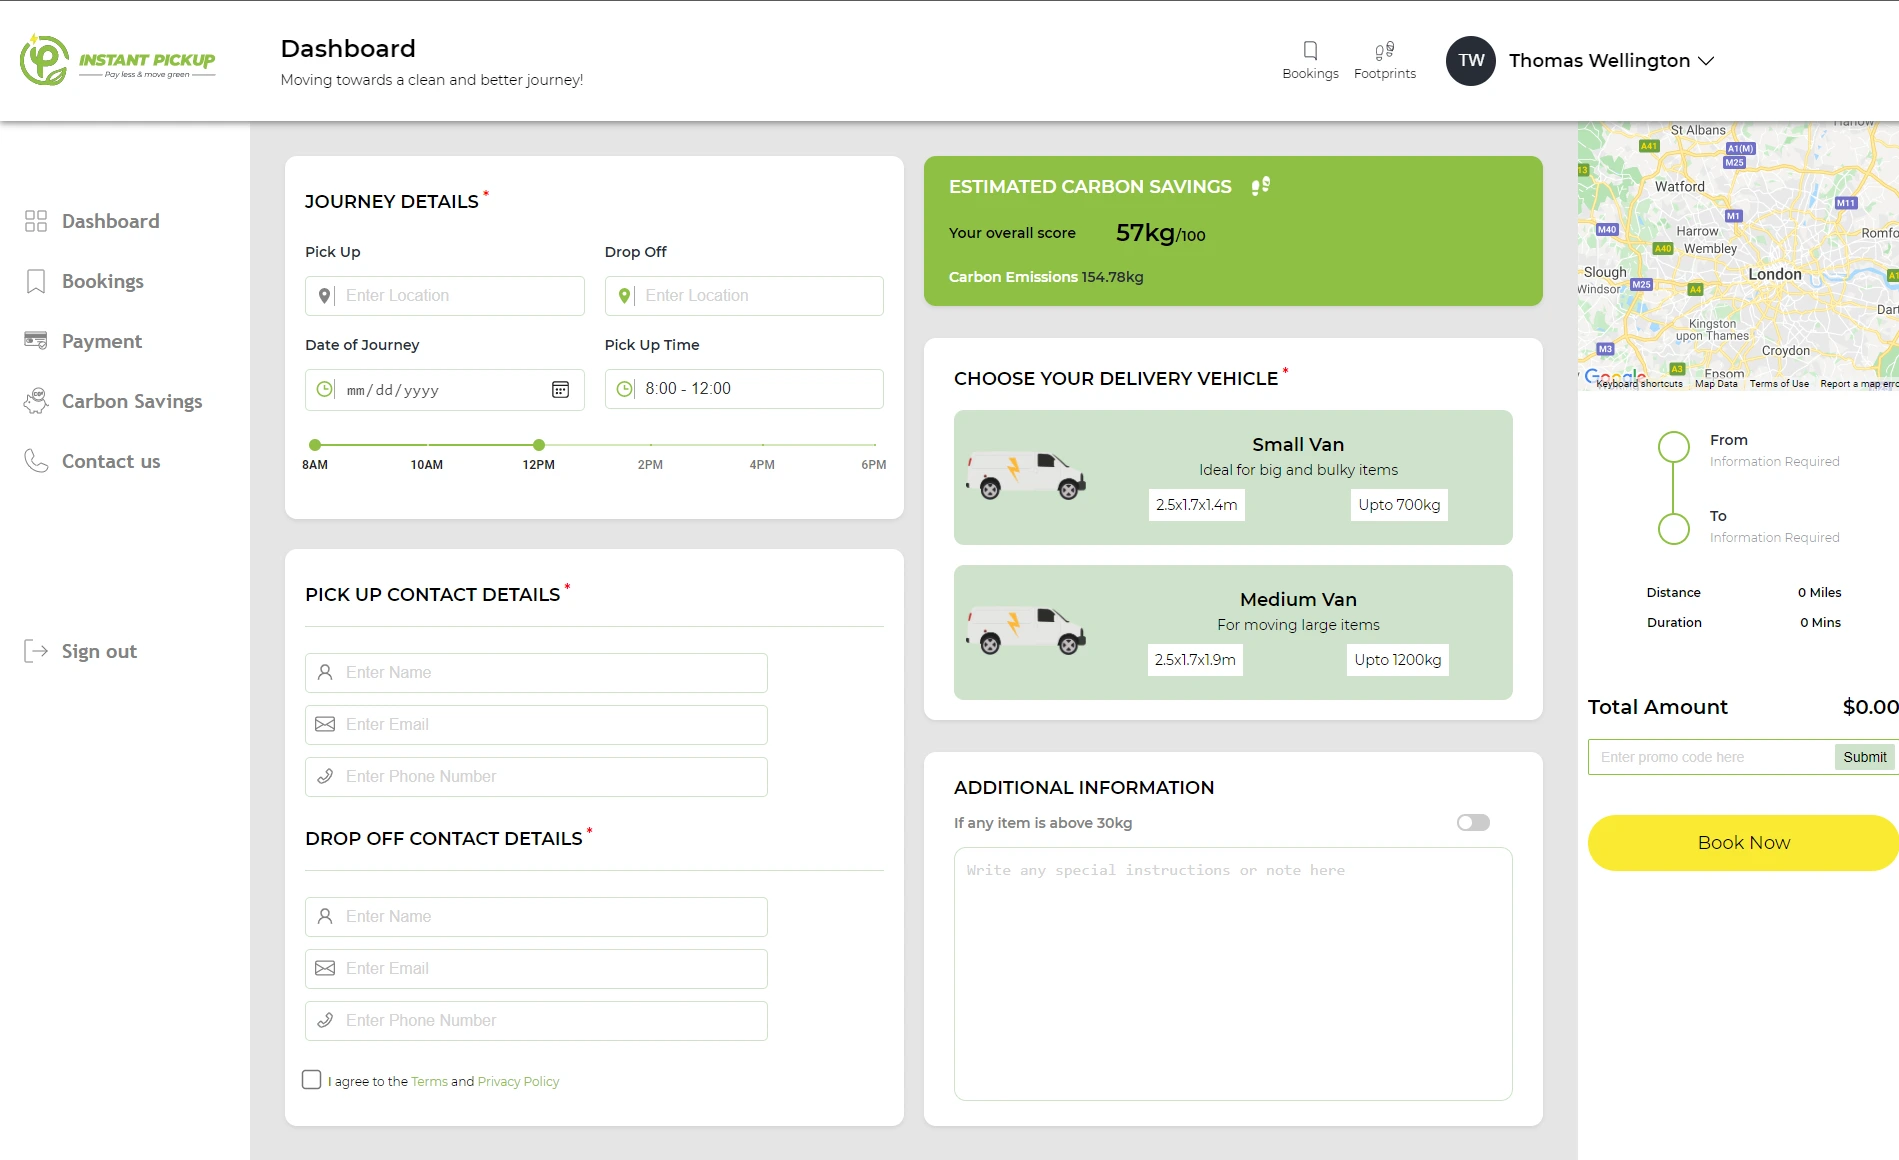 INSTANT PICKUP
Pay less & move green
Dashboard
Moving towards a clean and better journey!
Bookings
Footprints
TW
Thomas Wellington
Dashboard
Bookings
Payment
Carbon Savings
Contact us
Sign out
JOURNEY DETAILS *
Pick Up
Drop Off
Enter Location
Enter Location
Date of Journey
Pick Up Time
mm/dd/yyyy
8:00 - 12:00
8AM 10AM 12PM 2PM 4PM 6PM
PICK UP CONTACT DETAILS *
Enter Name
Enter Email
Enter Phone Number
DROP OFF CONTACT DETAILS *
Enter Name
Enter Email
Enter Phone Number
I agree to the Terms and Privacy Policy
ESTIMATED CARBON SAVINGS
Your overall score 57kg/100
Carbon Emissions 154.78kg
CHOOSE YOUR DELIVERY VEHICLE *
Small Van
Ideal for big and bulky items
2.5x1.7x1.4m
Upto 700kg
Medium Van
For moving large items
2.5x1.7x1.9m
Upto 1200kg
ADDITIONAL INFORMATION
If any item is above 30kg
Write any special instructions or note here
St Albans
A41
A1(M)
M25
Watford
M11
M1
M40
Harrow
A40
Wembley
Slough
London
Windsor
M25
A4
Kingston
upon Thames
M3
Croydon
A3
Epsom
Google
Keyboard shortcuts
Map Data
Terms of Use
Report a map erro
From
Information Required
To
Information Required
Distance 0 Miles
Duration 0 Mins
Total Amount $0.00
Enter promo code here
Submit
Book Now